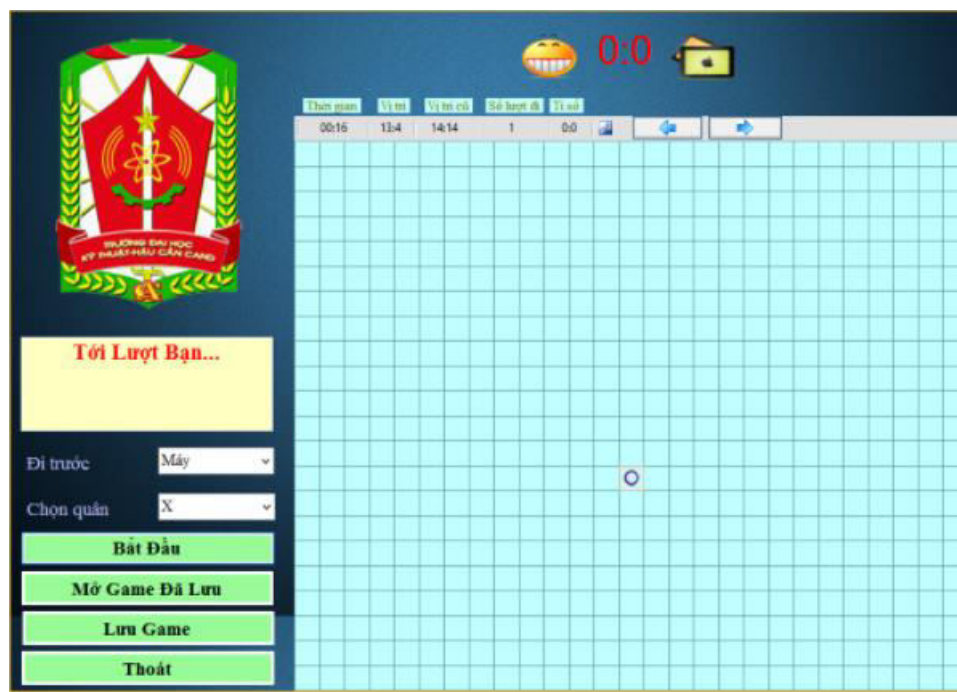 TRƯỜNG ĐẠI HỌC
KỸ THUẬT-HẬU CẦN CAND
0:0
Thời gian Vị trí Vị trí cũ Số lượt đi Tỉ số
00:16 13:4 14:14 1 0:0
Tới Lượt Bạn...
Đi trước Máy
Chọn quân X
Bắt Đầu
Mở Game Đã Lưu
Lưu Game
Thoát